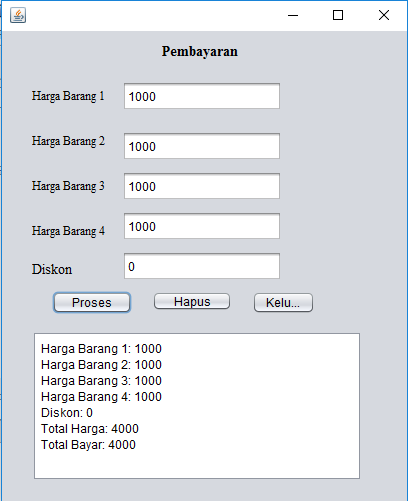 Pembayaran
Harga Barang 1 1000
Harga Barang 2 1000
Harga Barang 3 1000
Harga Barang 4 1000
Diskon 0
Proses Hapus Kelu...
Harga Barang 1: 1000
Harga Barang 2: 1000
Harga Barang 3: 1000
Harga Barang 4: 1000
Diskon: 0
Total Harga: 4000
Total Bayar: 4000